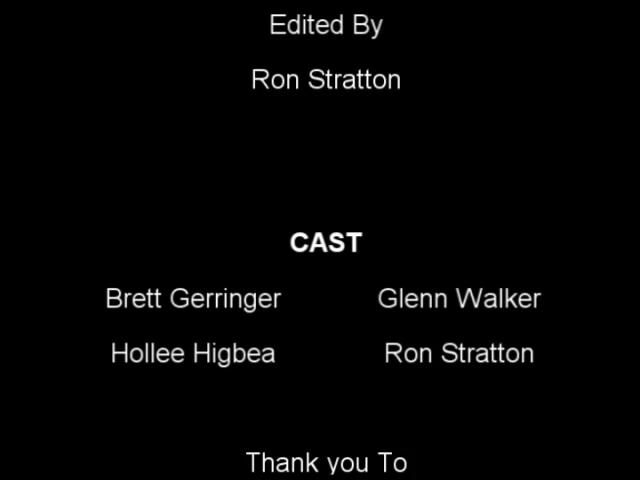 Edited By
Ron Stratton
CAST
Brett Gerringer Glenn Walker
Hollee Higbea Ron Stratton
Thank you To